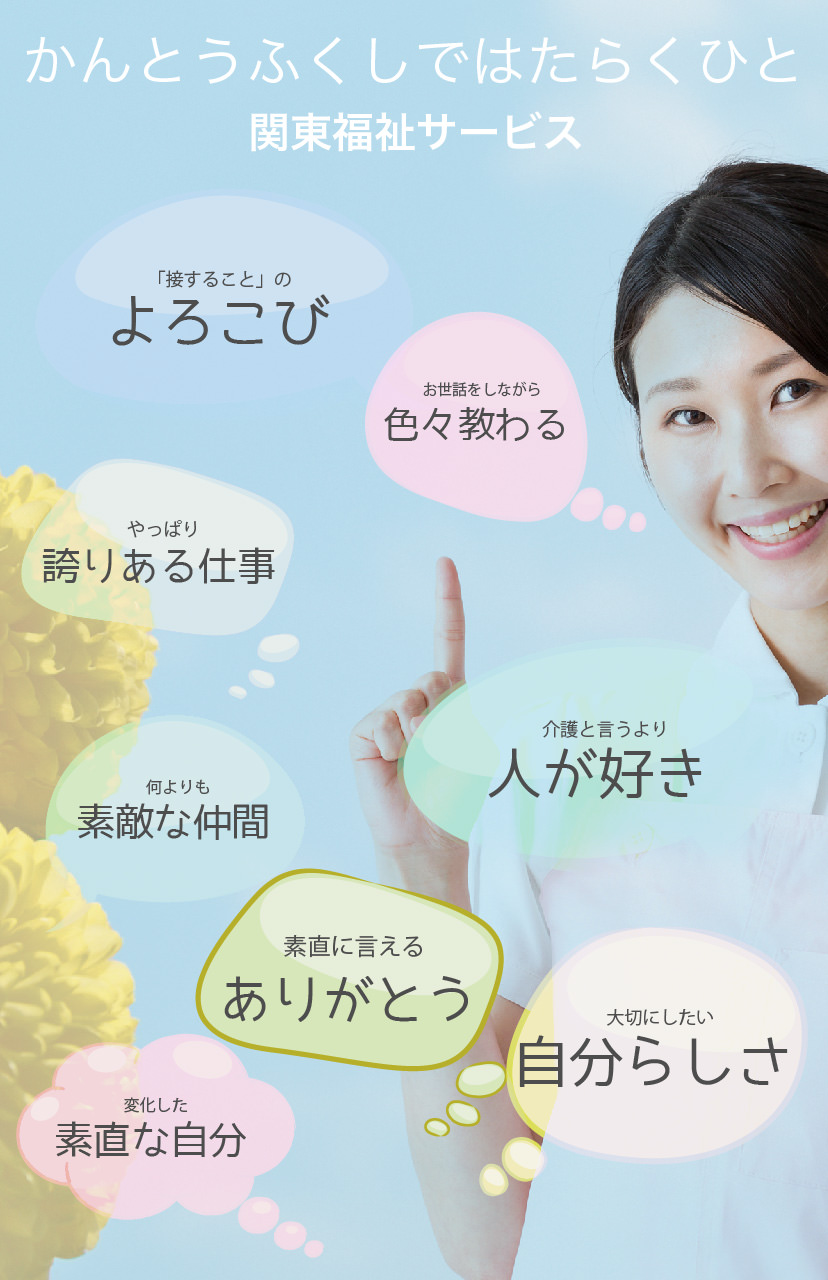 かんとうふくしではたらくひと
関東福祉サービス
「接すること」の
よろこび
お世話をしながら
色々教わる
やっぱり
誇りある仕事
介護と言うより
人が好き
何よりも
素敵な仲間
素直に言える
ありがとう
大切にしたい
自分らしさ
変化した
素直な自分